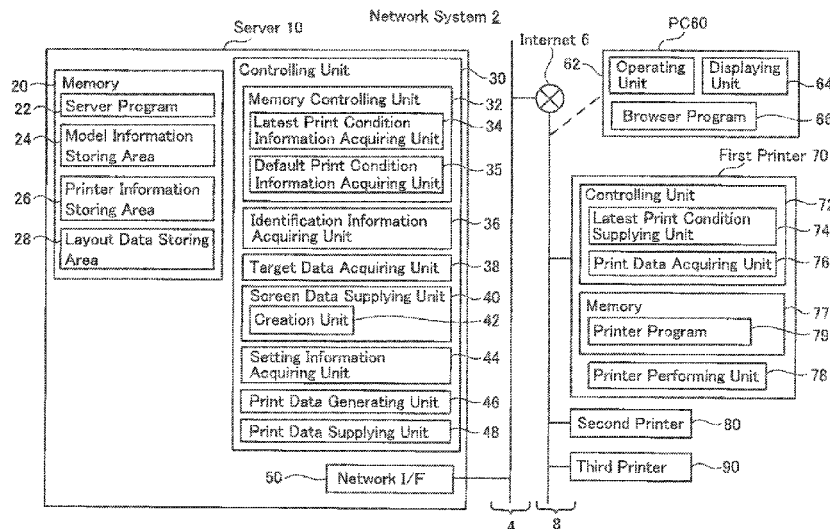 Network System 2
Server 10
20
Memory
22
Server Program
24
Model Information
Storing Area
26
Printer Information
Storing Area
28
Layout Data Storing
Area
Controlling Unit
30
Memory Controlling Unit
32
Latest Print Condition
Information Acquiring Unit
34
Default Print Condition
Information Acquiring Unit
35
Identification Information
Acquiring Unit
36
Target Data Acquiring Unit
38
Screen Data Supplying Unit
40
Creation Unit
42
Setting Information
Acquiring Unit
44
Print Data Generating Unit
46
Print Data Supplying Unit
48
50
Network I/F
4
8
Internet 6
PC60
62
Operating
Unit
Displaying
Unit
64
Browser Program
66
First Printer 70
Controlling Unit
72
Latest Print Condition
Supplying Unit
74
Print Data Acquiring Unit
76
Memory
77
Printer Program
79
Printer Performing Unit
78
Second Printer
80
Third Printer
90